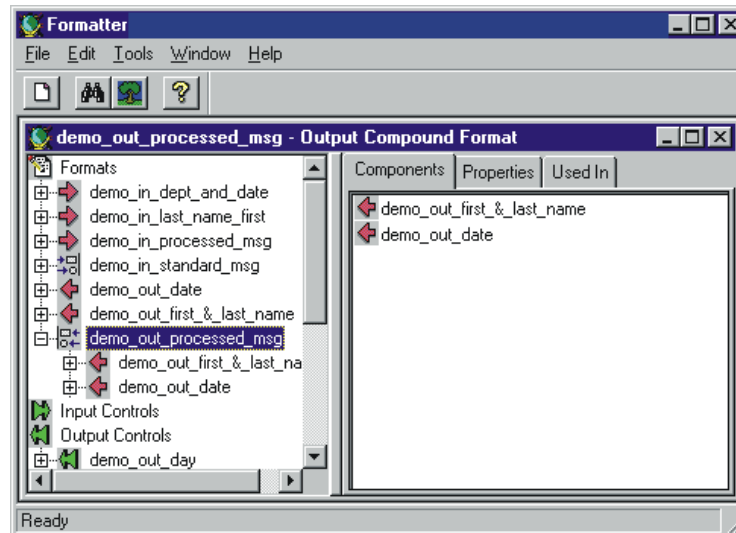 Formatter
File Edit Tools Window Help
demo_out_processed_msg - Output Compound Format
Formats
demo_in_dept_and_date
demo_in_last_name_first
demo_in_processed_msg
demo_in_standard_msg
demo_out_date
demo_out_first_&_last_name
demo_out_processed_msg
demo_out_first_&_last_na
demo_out_date
Input Controls
Output Controls
demo_out_day
Components Properties Used In
demo_out_first_&_last_name
demo_out_date
Ready